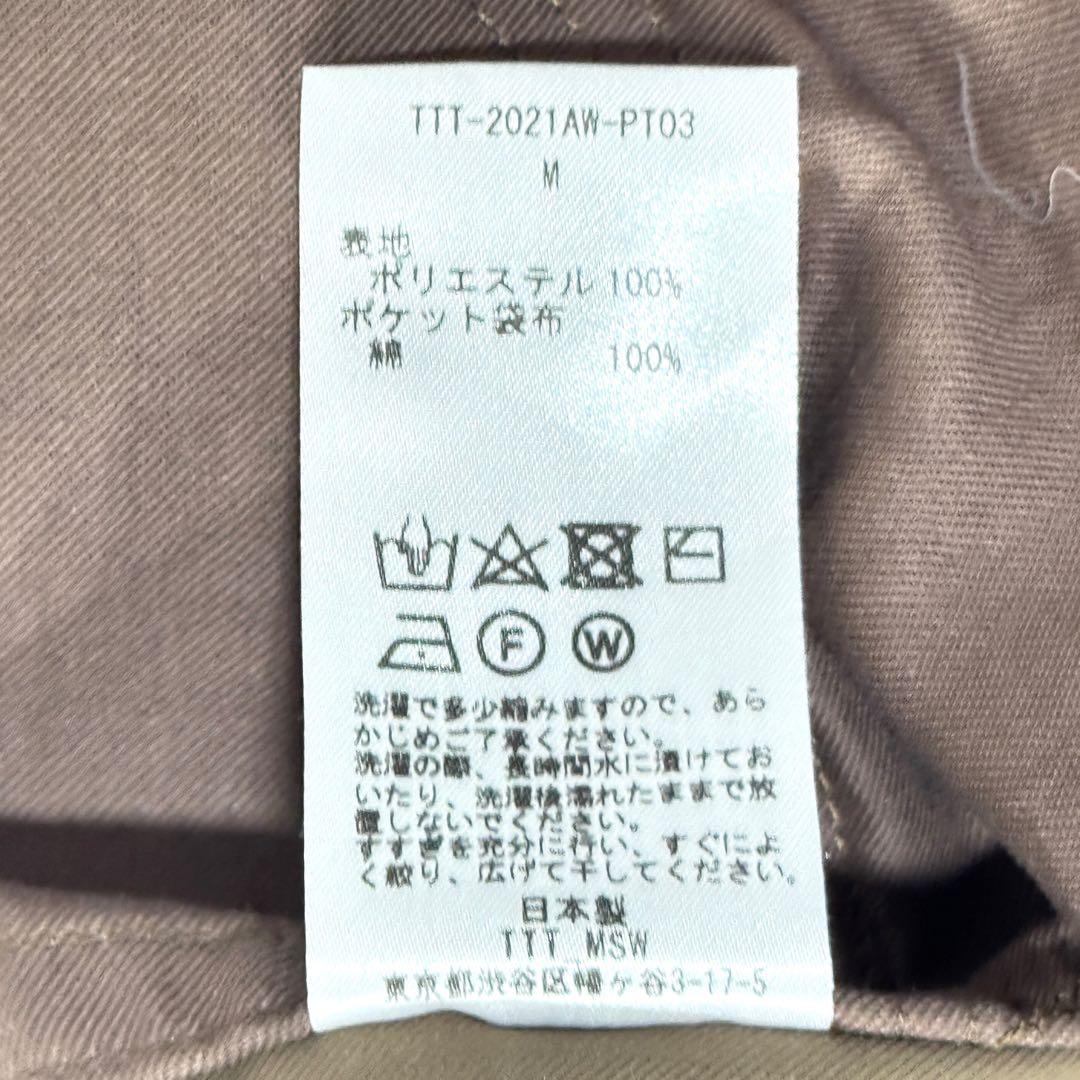 TTT-2021AW-PT03
M
表地
ポリエステル 100%
ポケット袋布
綿 100%
F W
洗濯で多少縮みますので、あら
かじめご了承ください。
洗濯の際、長時間水に漬けてお
いたり、洗濯後濡れたままで放
置しないでください。
すすぎを充分に行い、すぐによ
く絞り、広げて干してください。
日本製
TTT_MSW
東京都渋谷区幡ヶ谷3-17-5